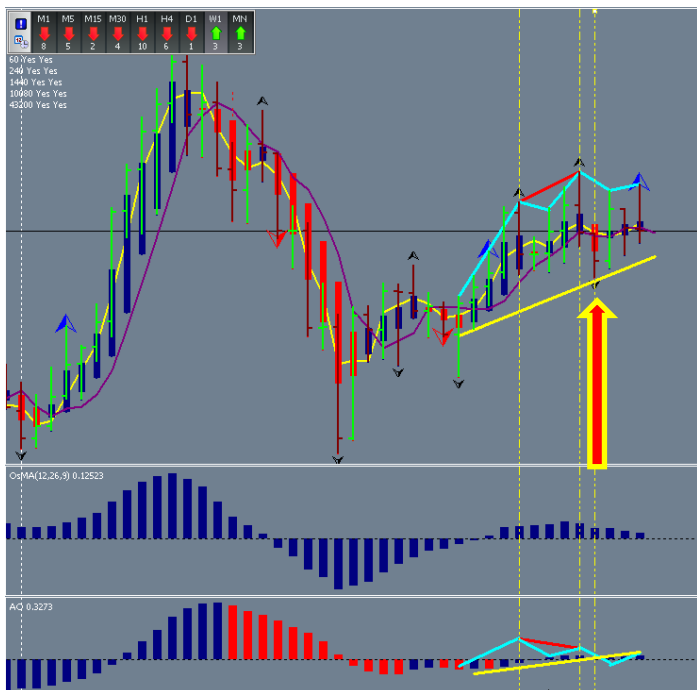 M1 M5 M15 M30 H1 H4 D1 W1 MN
8 5 2 4 10 6 1 3 3
60 Yes Yes
240 Yes Yes
1440 Yes Yes
10080 Yes Yes
43200 Yes Yes
OsMA(12,26,9) 0.12523
AO 0.3273